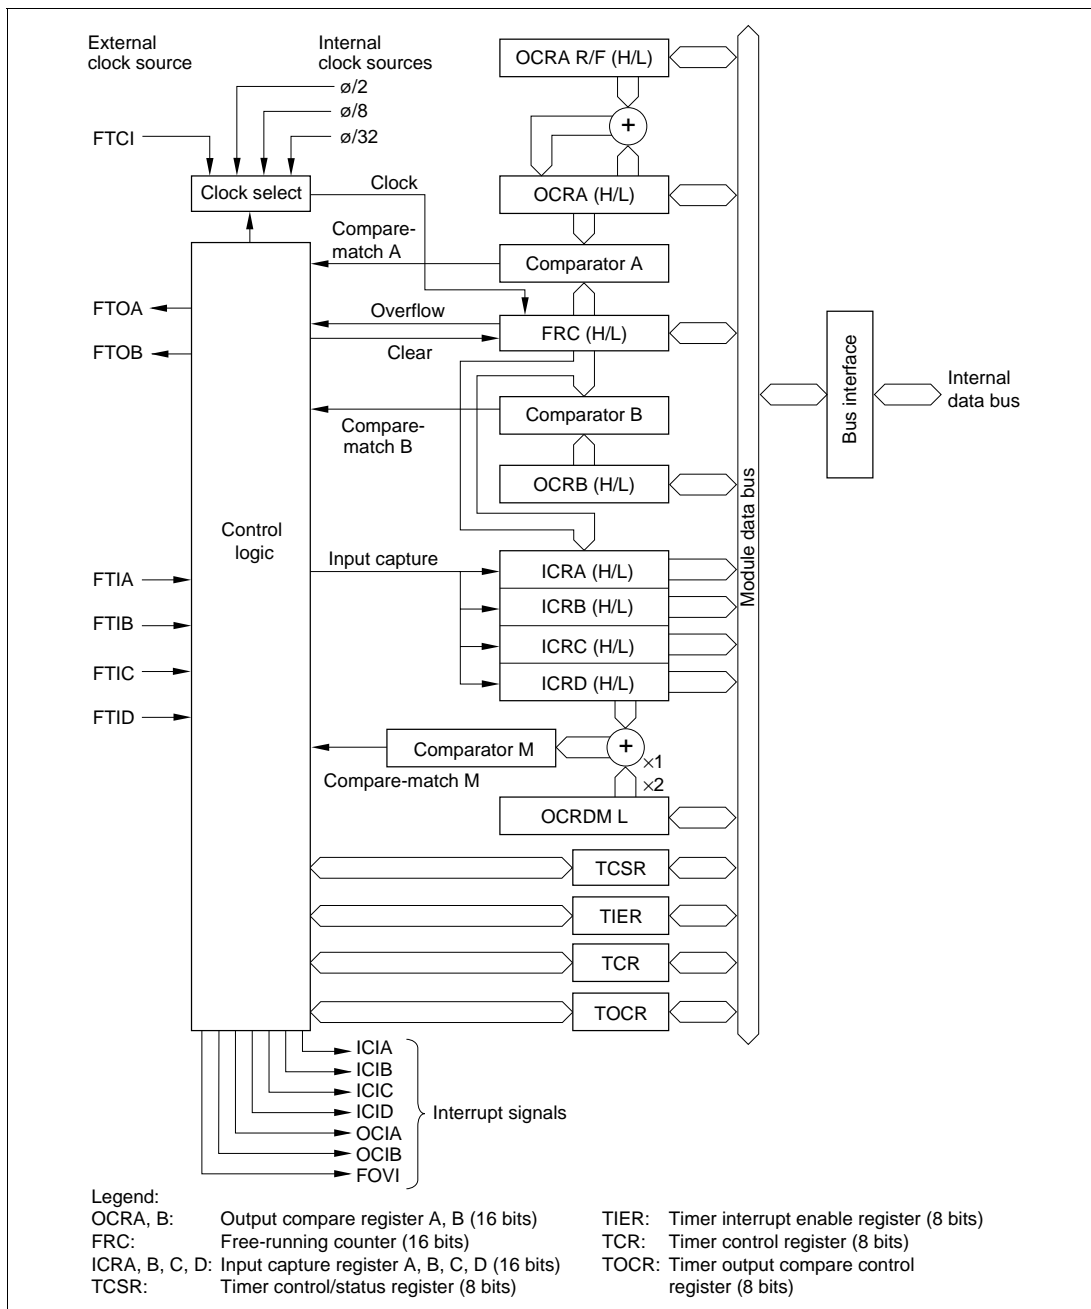 External
clock source
Internal
clock sources
ø/2
ø/8
ø/32
FTCI
Clock select
Clock
Compare-
match A
OCRA R/F (H/L)
+
OCRA (H/L)
Comparator A
FTOA
FTOB
Overflow
Clear
FRC (H/L)
Compare-
match B
Comparator B
OCRB (H/L)
Control
logic
Module data bus
Bus interface
Internal
data bus
FTIA
FTIB
FTIC
FTID
Input capture
ICRA (H/L)
ICRB (H/L)
ICRC (H/L)
ICRD (H/L)
Comparator M
Compare-match M
+
×1
×2
OCRDM L
TCSR
TIER
TCR
TOCR
ICIA
ICIB
ICIC
ICID
OCIA
OCIB
FOVI
Interrupt signals
Legend:
OCRA, B: Output compare register A, B (16 bits)
FRC: Free-running counter (16 bits)
ICRA, B, C, D: Input capture register A, B, C, D (16 bits)
TCSR: Timer control/status register (8 bits)
TIER: Timer interrupt enable register (8 bits)
TCR: Timer control register (8 bits)
TOCR: Timer output compare control
register (8 bits)